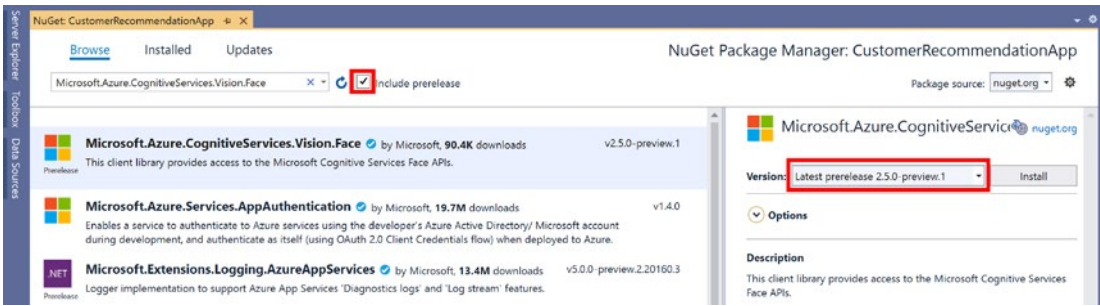 Server Explorer
Toolbox
Data Sources
NuGet: CustomerRecommendationApp
Browse Installed Updates
NuGet Package Manager: CustomerRecommendationApp
Microsoft.Azure.CognitiveServices.Vision.Face
Include prerelease
Package source: nuget.org
Microsoft.Azure.CognitiveServices.Vision.Face by Microsoft, 90.4K downloads v2.5.0-preview.1
This client library provides access to the Microsoft Cognitive Services Face APIs.
Prerelease
Microsoft.Azure.Services.AppAuthentication by Microsoft, 19.7M downloads v1.4.0
Enables a service to authenticate to Azure services using the developer's Azure Active Directory/ Microsoft account
during development, and authenticate as itself (using OAuth 2.0 Client Credentials flow) when deployed to Azure.
.NET
Microsoft.Extensions.Logging.AzureAppServices by Microsoft, 13.4M downloads v5.0.0-preview.2.20160.3
Logger implementation to support Azure App Services 'Diagnostics logs' and 'Log stream' features.
Prerelease
Microsoft.Azure.CognitiveService nuget.org
Version: Latest prerelease 2.5.0-preview.1 Install
Options
Description
This client library provides access to the Microsoft Cognitive Services
Face APIs.